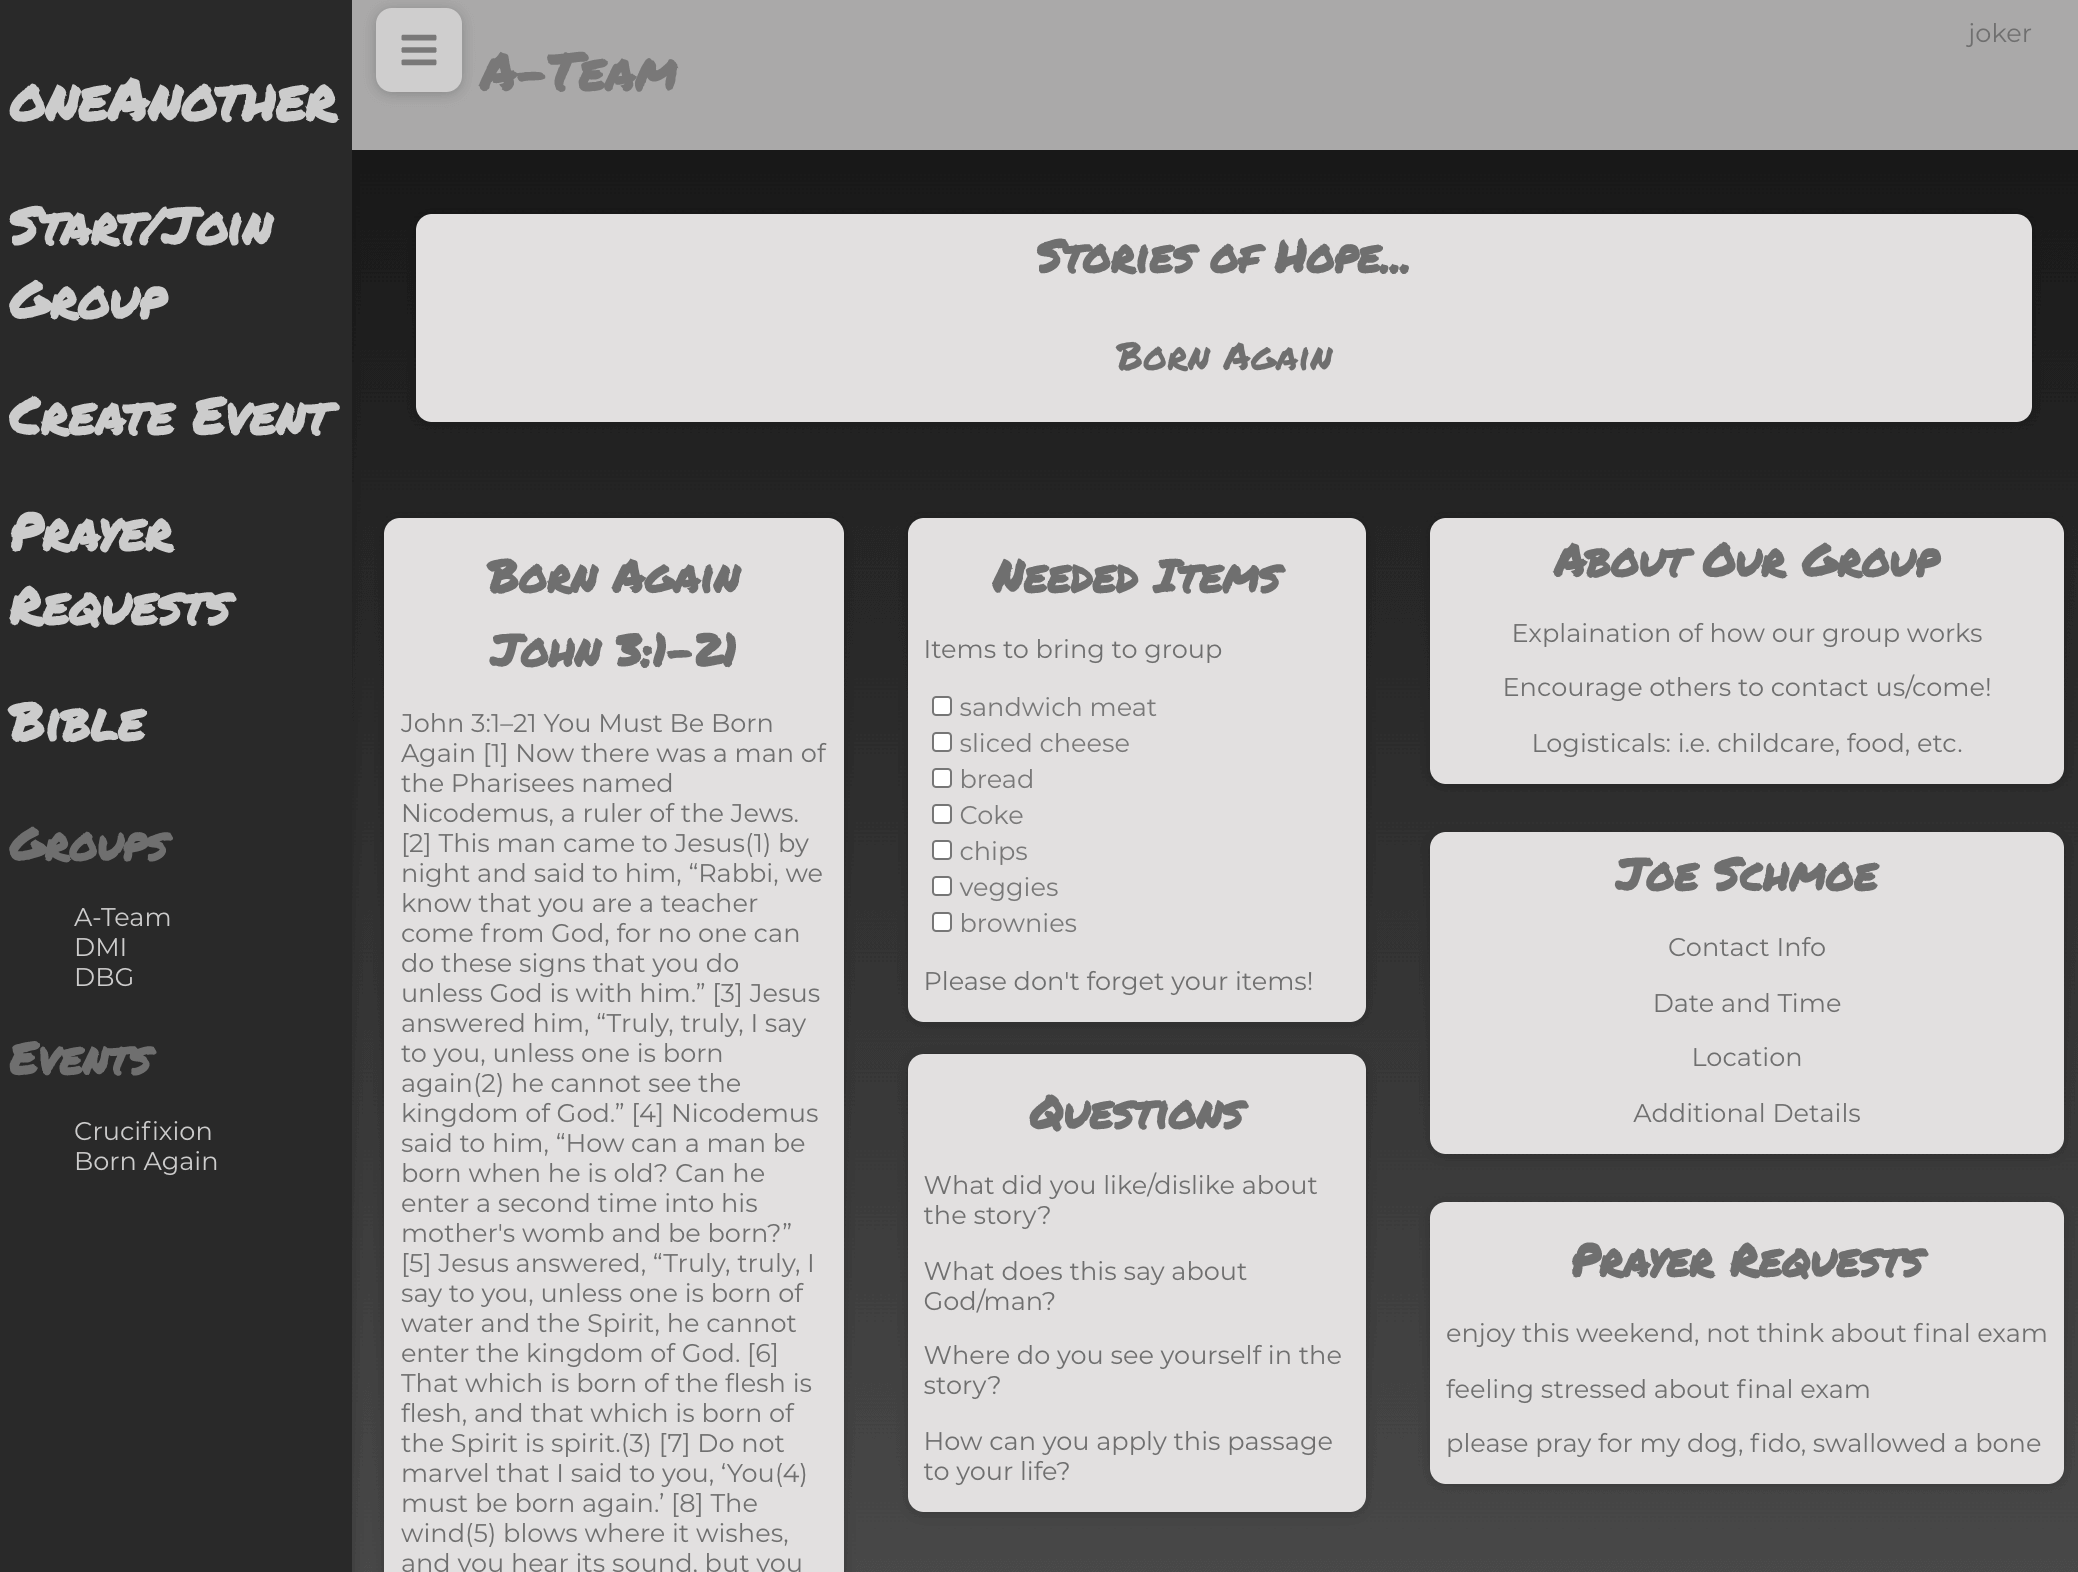 oneAnother
Start/Join
Group
Create Event
Prayer
Requests
Bible
Groups
A-Team
DMI
DBG
Events
Crucifixion
Born Again
A-Team
joker
Stories of Hope...
Born Again
Born Again
John 3:1-21
John 3:1–21 You Must Be Born
Again [1] Now there was a man of
the Pharisees named
Nicodemus, a ruler of the Jews.
[2] This man came to Jesus(1) by
night and said to him, “Rabbi, we
know that you are a teacher
come from God, for no one can
do these signs that you do
unless God is with him.” [3] Jesus
answered him, “Truly, truly, I say
to you, unless one is born
again(2) he cannot see the
kingdom of God.” [4] Nicodemus
said to him, “How can a man be
born when he is old? Can he
enter a second time into his
mother's womb and be born?”
[5] Jesus answered, “Truly, truly, I
say to you, unless one is born of
water and the Spirit, he cannot
enter the kingdom of God. [6]
That which is born of the flesh is
flesh, and that which is born of
the Spirit is spirit.(3) [7] Do not
marvel that I said to you, ‘You(4)
must be born again.’ [8] The
wind(5) blows where it wishes,
and you hear its sound, but you
Needed Items
Items to bring to group
sandwich meat
sliced cheese
bread
Coke
chips
veggies
brownies
Please don't forget your items!
Questions
What did you like/dislike about
the story?
What does this say about
God/man?
Where do you see yourself in the
story?
How can you apply this passage
to your life?
About Our Group
Explaination of how our group works
Encourage others to contact us/come!
Logisticals: i.e. childcare, food, etc.
Joe Schmoe
Contact Info
Date and Time
Location
Additional Details
Prayer Requests
enjoy this weekend, not think about final exam
feeling stressed about final exam
please pray for my dog, fido, swallowed a bone